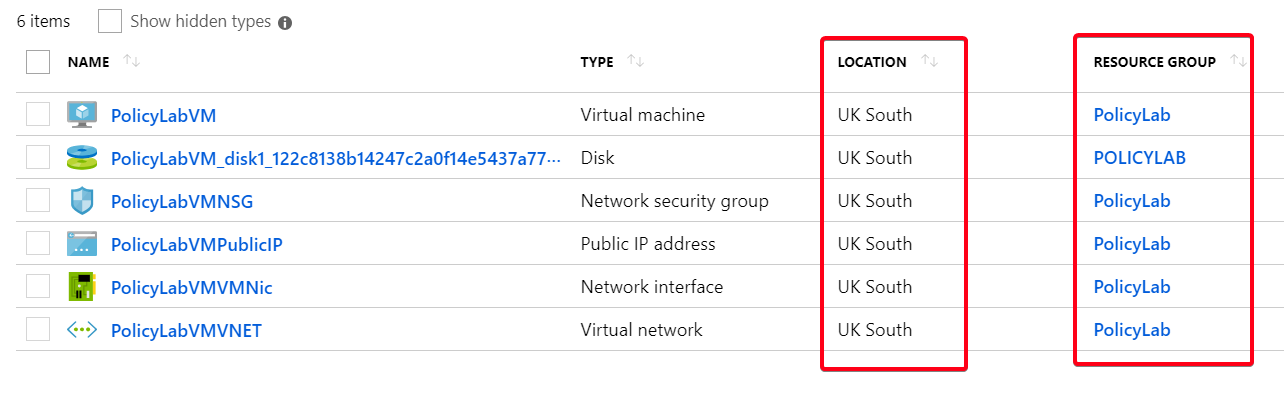 6 items Show hidden types
NAME TYPE LOCATION RESOURCE GROUP
PolicyLabVM Virtual machine UK South PolicyLab
PolicyLabVM_disk1_122c8138b14247c2a0f14e5437a77... Disk UK South POLICYLAB
PolicyLabVMNSG Network security group UK South PolicyLab
PolicyLabVMPublicIP Public IP address UK South PolicyLab
PolicyLabVMVMNic Network interface UK South PolicyLab
PolicyLabVMVNET Virtual network UK South PolicyLab